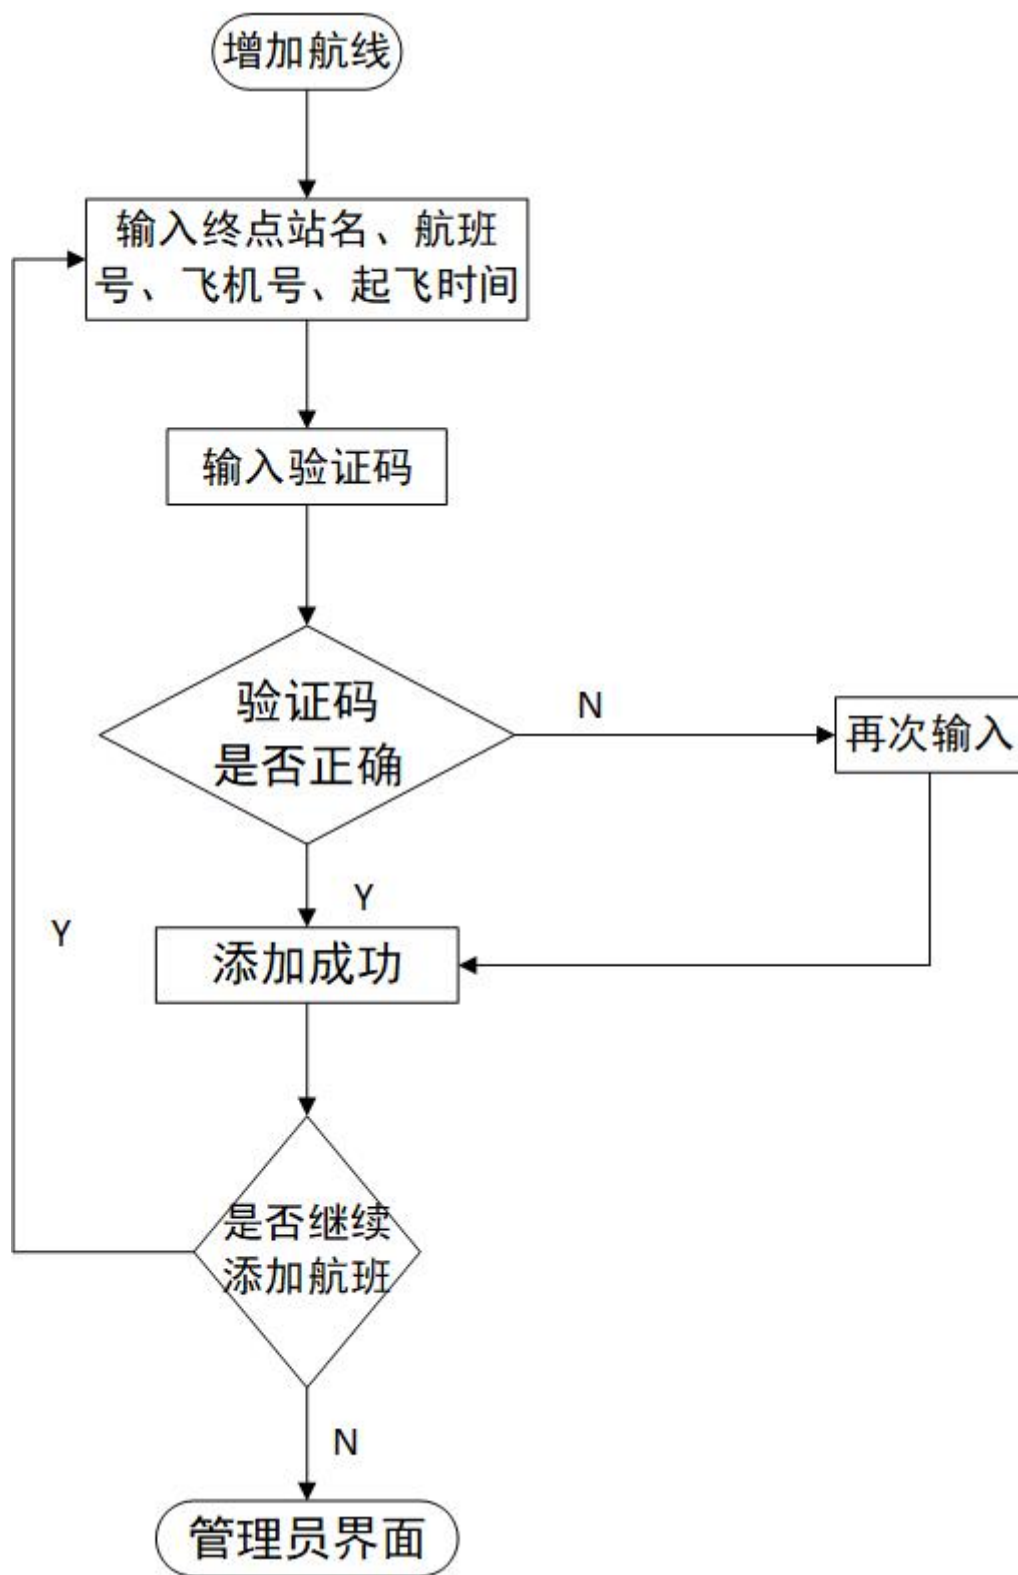 增加航线
输入终点站名、航班
号、飞机号、起飞时间
输入验证码
验证码
是否正确
N
再次输入
Y
Y
添加成功
是否继续
添加航班
N
管理员界面